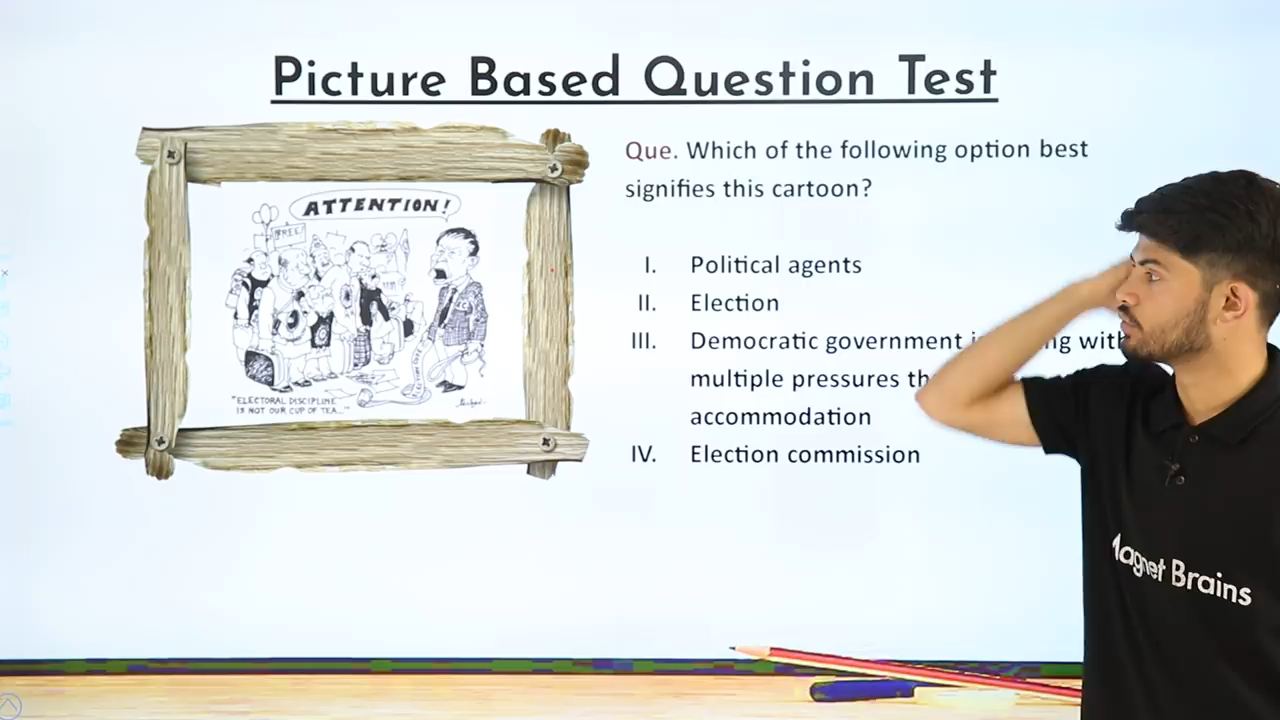 Picture Based Question Test
Que. Which of the following option best
signifies this cartoon?
I. Political agents
II. Election
III. Democratic government
multiple pressures
accommodation
IV. Election commission
ATTENTION!
FREE!
"ELECTORAL DISCIPLINE
IS NOT OUR CUP OF TEA..."
Magnet Brains